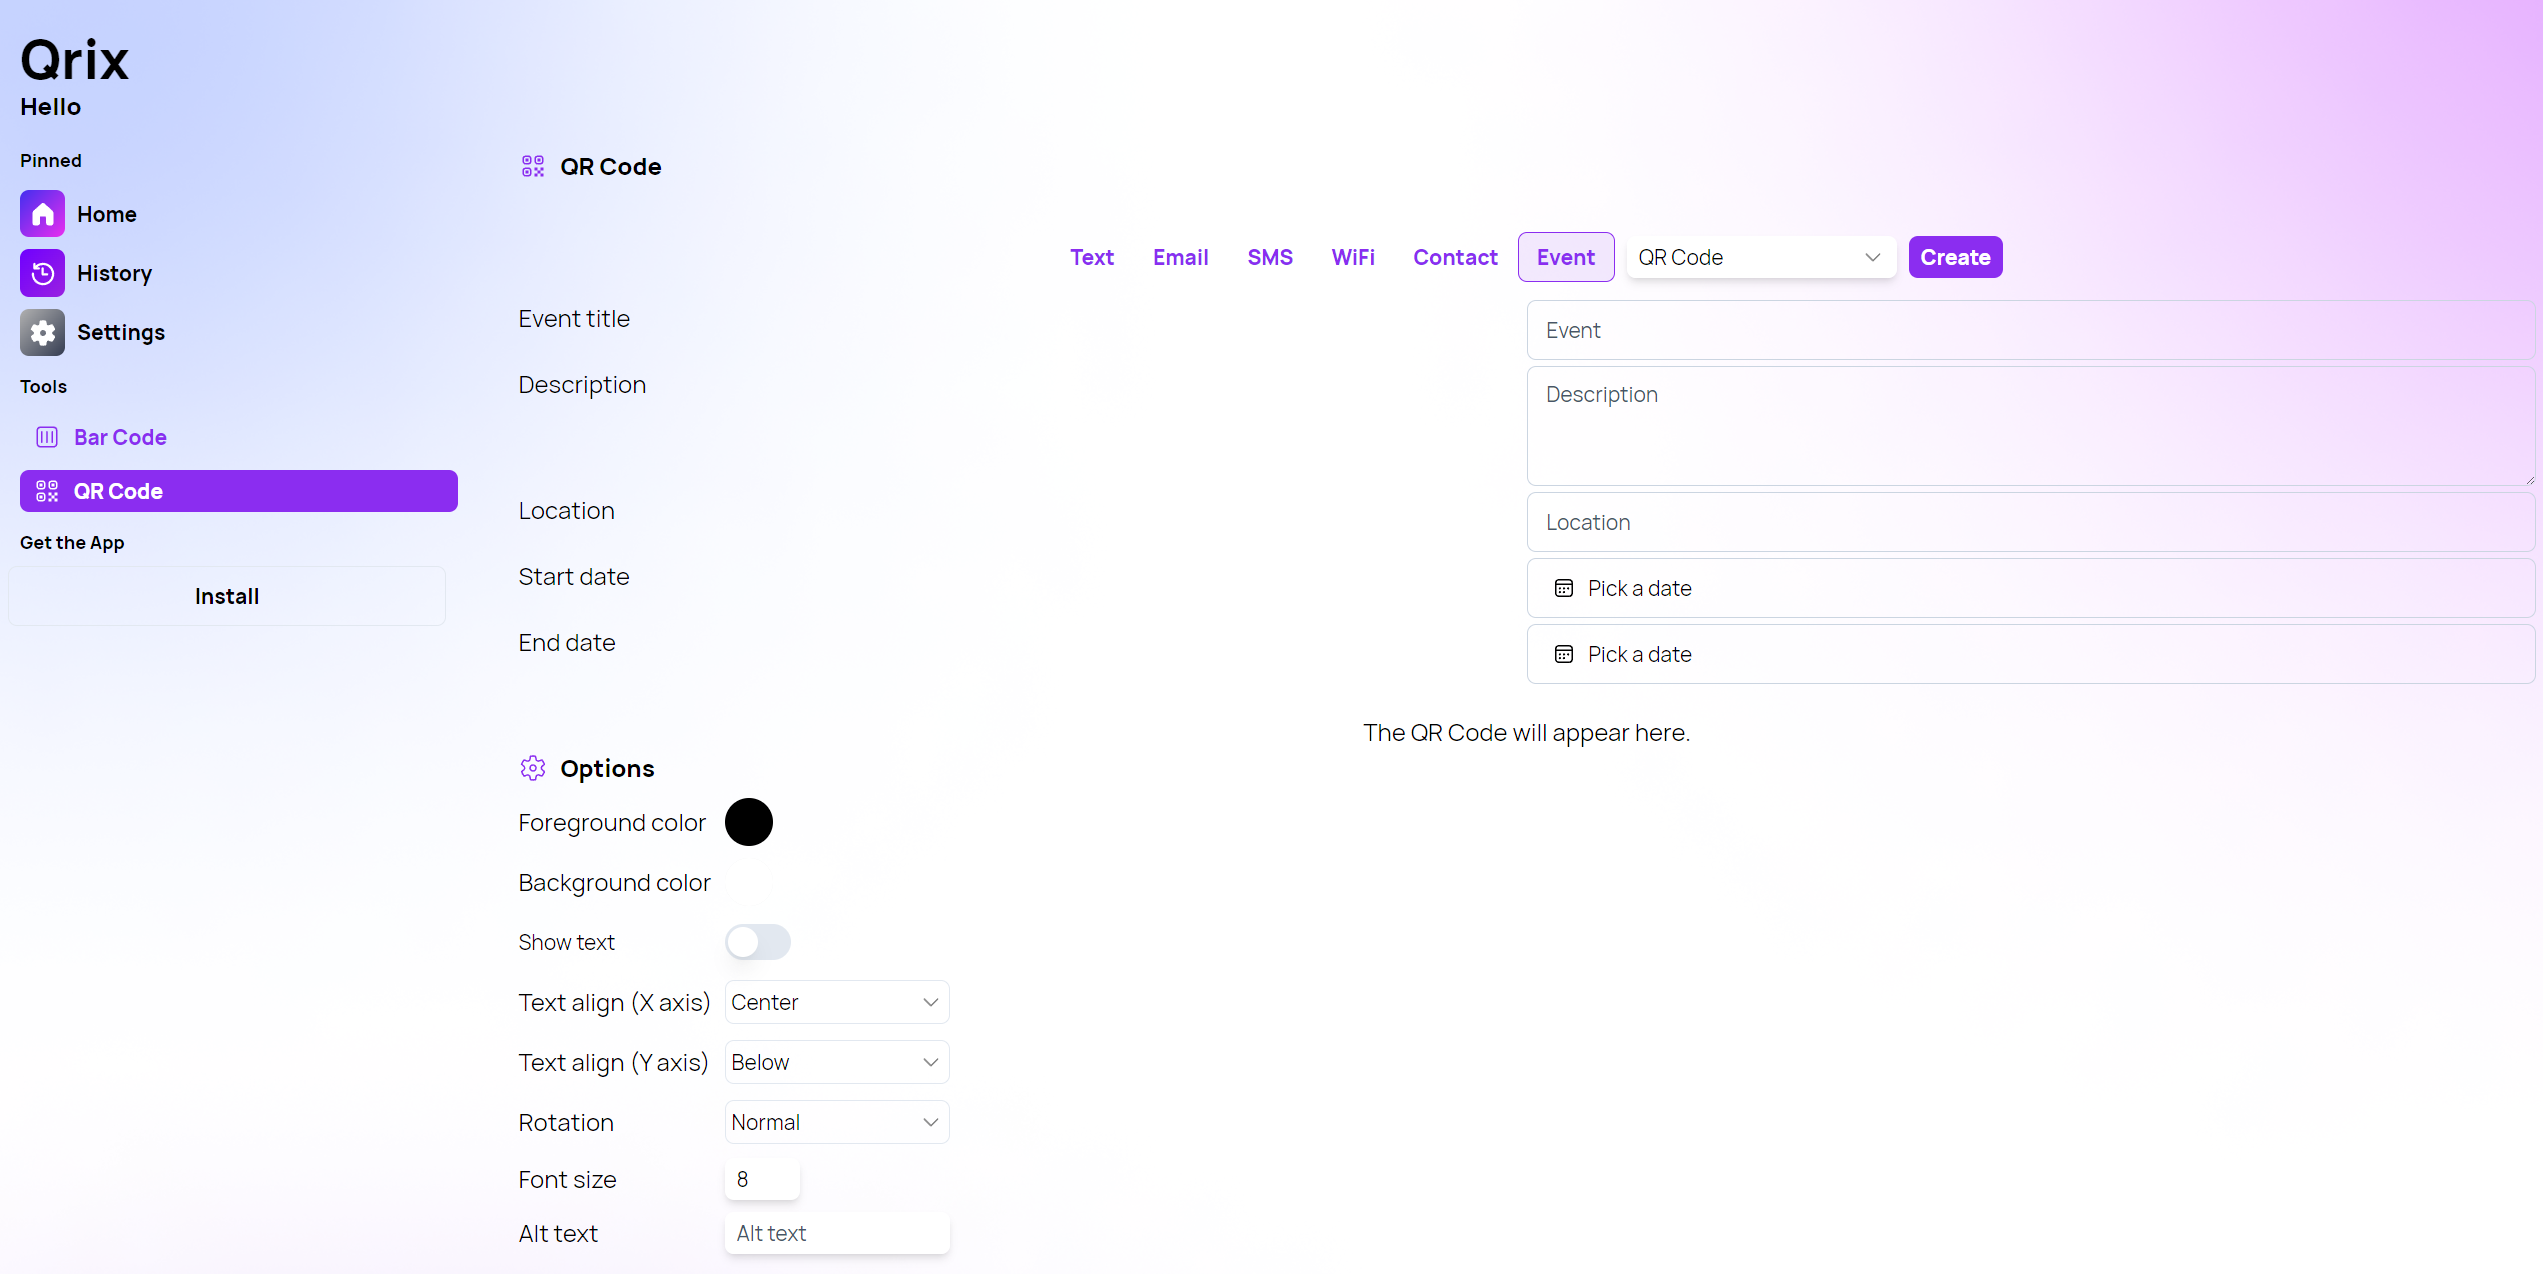 Qrix
Hello
Pinned
Home
History
Settings
Tools
Bar Code
QR Code
Get the App
Install
QR Code
Text Email SMS WiFi Contact Event QR Code Create
Event title Event
Description Description
Location Location
Start date Pick a date
End date Pick a date
The QR Code will appear here.
Options
Foreground color
Background color
Show text
Text align (X axis) Center
Text align (Y axis) Below
Rotation Normal
Font size 8
Alt text Alt text